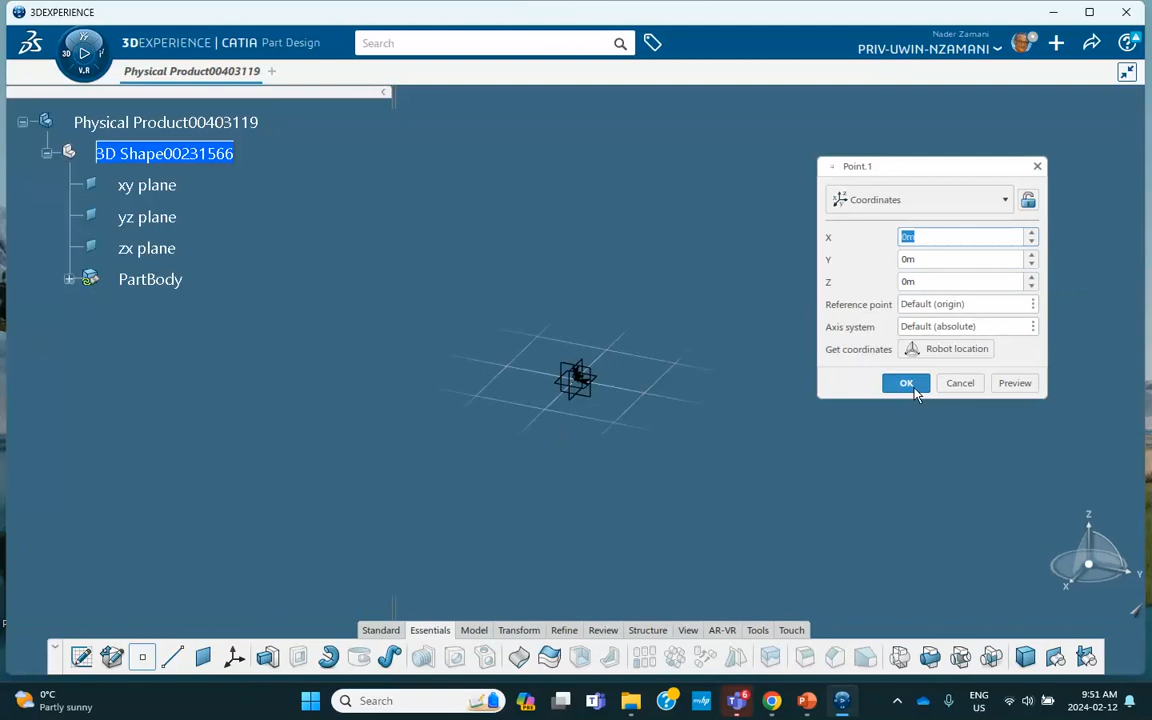 3DEXPERIENCE
3DEXPERIENCE | CATIA Part Design
Search
Nader Zamani
PRIV-UWIN-NZAMANI
3D
V.R
Physical Product00403119
Physical Product00403119
3D Shape00231566
xy plane
yz plane
zx plane
PartBody
Point.1
Coordinates
X 0m
Y 0m
Z 0m
Reference point Default (origin)
Axis system Default (absolute)
Get coordinates Robot location
OK Cancel Preview
Z
Y
X
Standard Essentials Model Transform Refine Review Structure View AR-VR Tools Touch
0°C
Partly sunny
Search
6
ENG
US
9:51 AM
2024-02-12